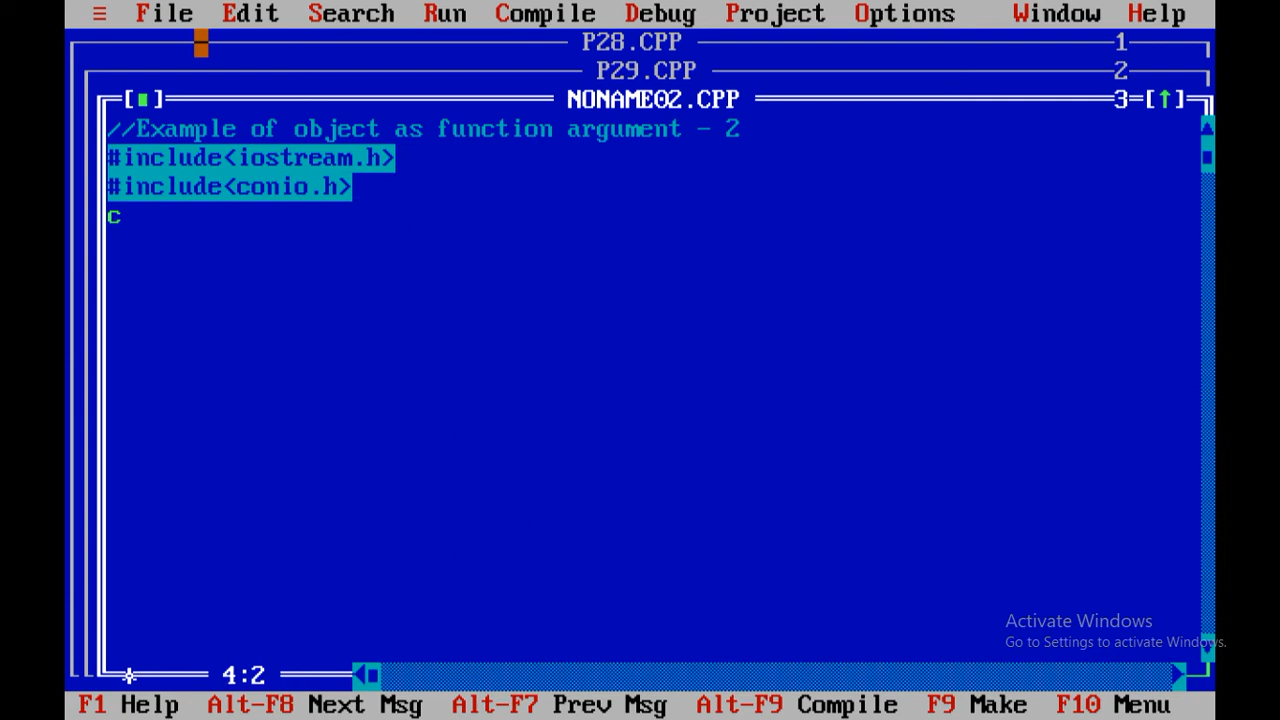 ≡ File Edit Search Run Compile Debug Project Options Window Help
P28.CPP 1
P29.CPP 2
[■] NONAME02.CPP 3=[↑]
//Example of object as function argument - 2
#include<iostream.h>
#include<conio.h>
c
Activate Windows
Go to Settings to activate Windows.
4:2
F1 Help Alt-F8 Next Msg Alt-F7 Prev Msg Alt-F9 Compile F9 Make F10 Menu